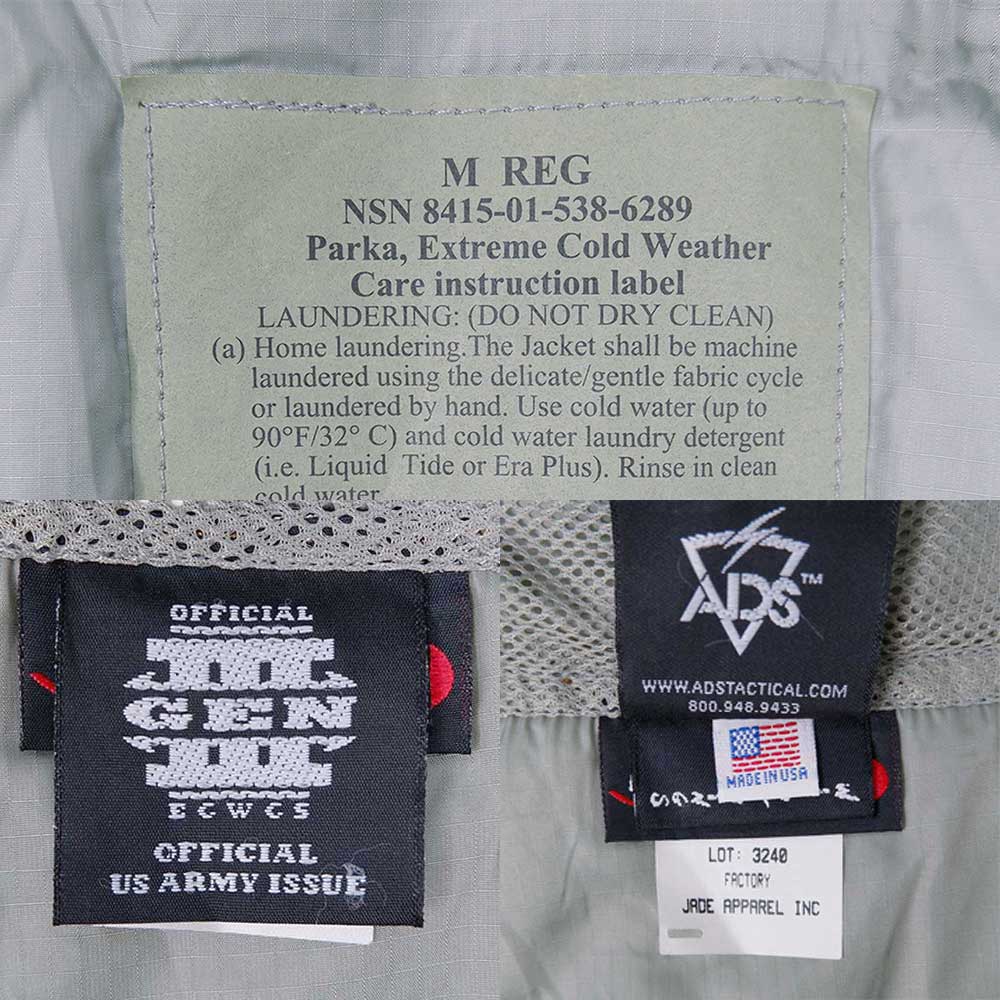 M REG
NSN 8415-01-538-6289
Parka, Extreme Cold Weather
Care instruction label
LAUNDERING: (DO NOT DRY CLEAN)
(a) Home laundering.The Jacket shall be machine
laundered using the delicate/gentle fabric cycle
or laundered by hand. Use cold water (up to
90°F/32° C) and cold water laundry detergent
(i.e. Liquid Tide or Era Plus). Rinse in clean
cold water
OFFICIAL
III
GEN
III
ECWCS
OFFICIAL
US ARMY ISSUE
ADS™
WWW.ADSTACTICAL.COM
800.948.9433
MADE IN USA
LOT: 3240
FACTORY
JADE APPAREL INC